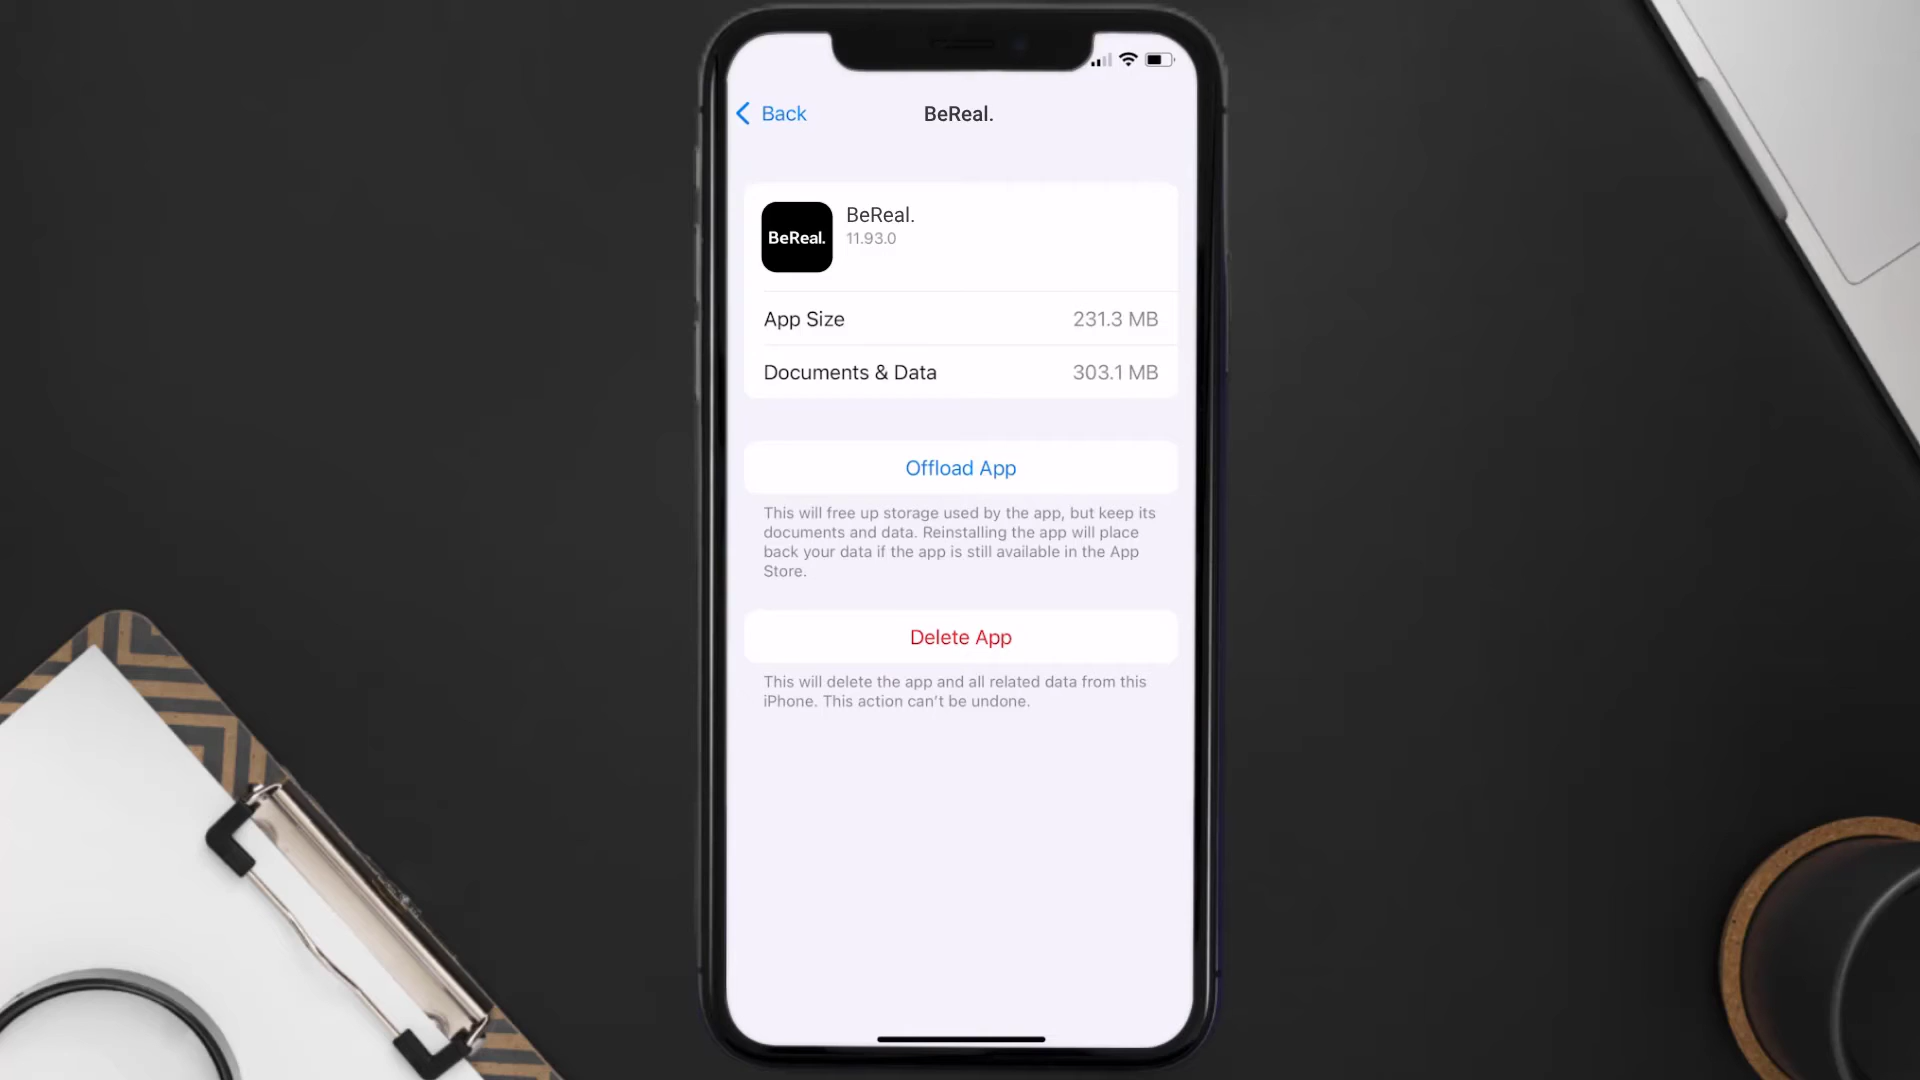 Back
BeReal.
BeReal.
BeReal.
11.93.0
App Size 231.3 MB
Documents & Data 303.1 MB
Offload App
This will free up storage used by the app, but keep its
documents and data. Reinstalling the app will place
back your data if the app is still available in the App
Store.
Delete App
This will delete the app and all related data from this
iPhone. This action can't be undone.